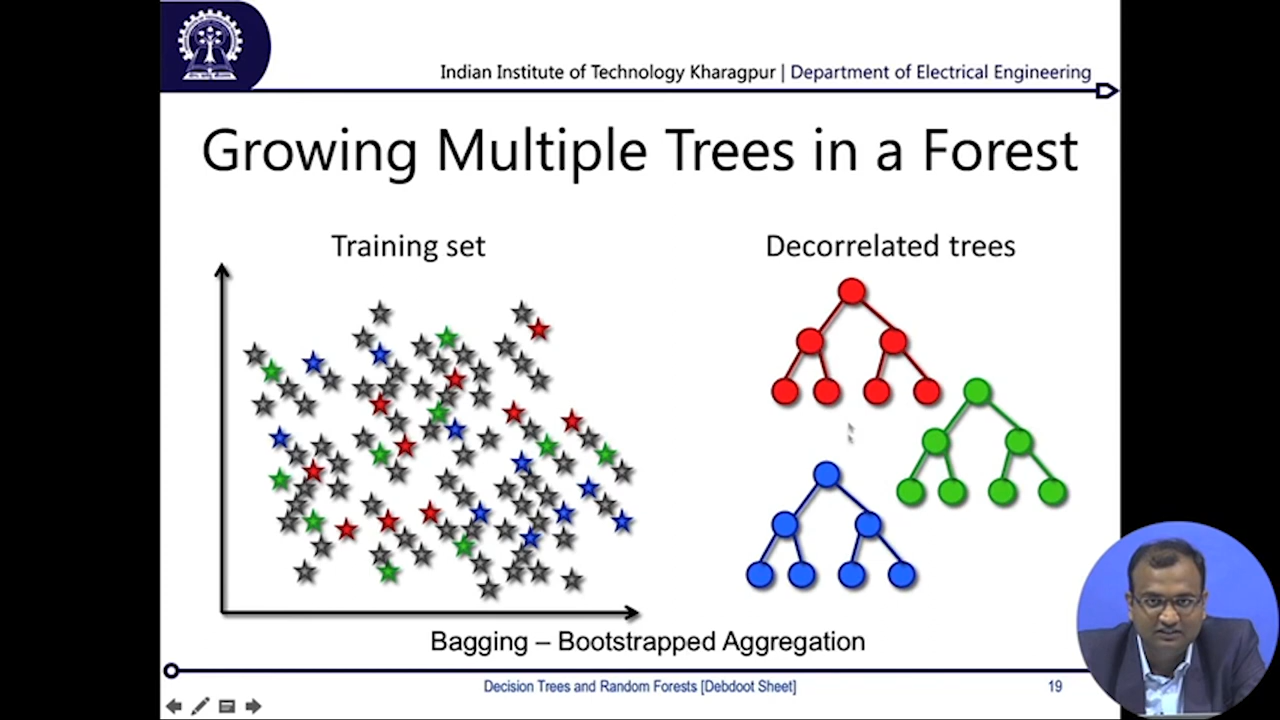 Indian Institute of Technology Kharagpur | Department of Electrical Engineering
Growing Multiple Trees in a Forest
Training set
Decorrelated trees
Bagging – Bootstrapped Aggregation
Decision Trees and Random Forests [Debdoot Sheet]
19